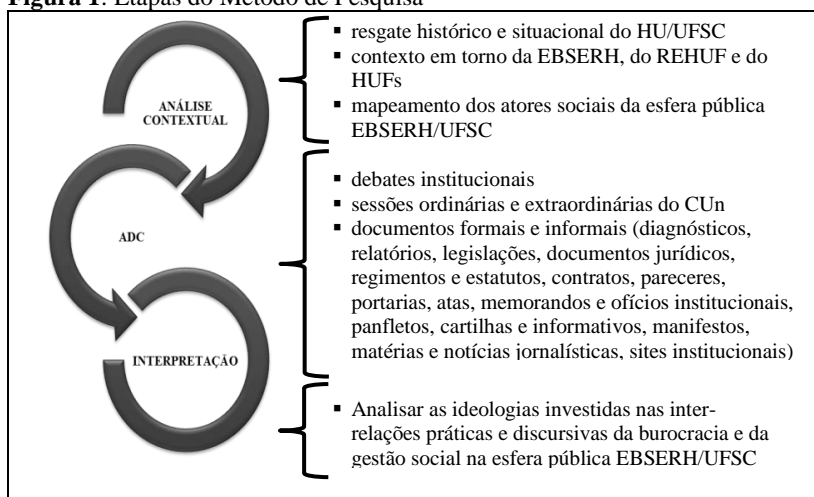 Figura 1. Etapas do Método de Pesquisa
ANÁLISE
CONTEXTUAL
▪ resgate histórico e situacional do HU/UFSC
▪ contexto em torno da EBSERH, do REHUF e do
HUFs
▪ mapeamento dos atores sociais da esfera pública
EBSERH/UFSC
ADC
▪ debates institucionais
▪ sessões ordinárias e extraordinárias do CUn
▪ documentos formais e informais (diagnósticos,
relatórios, legislações, documentos jurídicos,
regimentos e estatutos, contratos, pareceres,
portarias, atas, memorandos e ofícios institucionais,
panfletos, cartilhas e informativos, manifestos,
matérias e notícias jornalísticas, sites institucionais)
INTERPRETAÇÃO
▪ Analisar as ideologias investidas nas inter-
relações práticas e discursivas da burocracia e da
gestão social na esfera pública EBSERH/UFSC